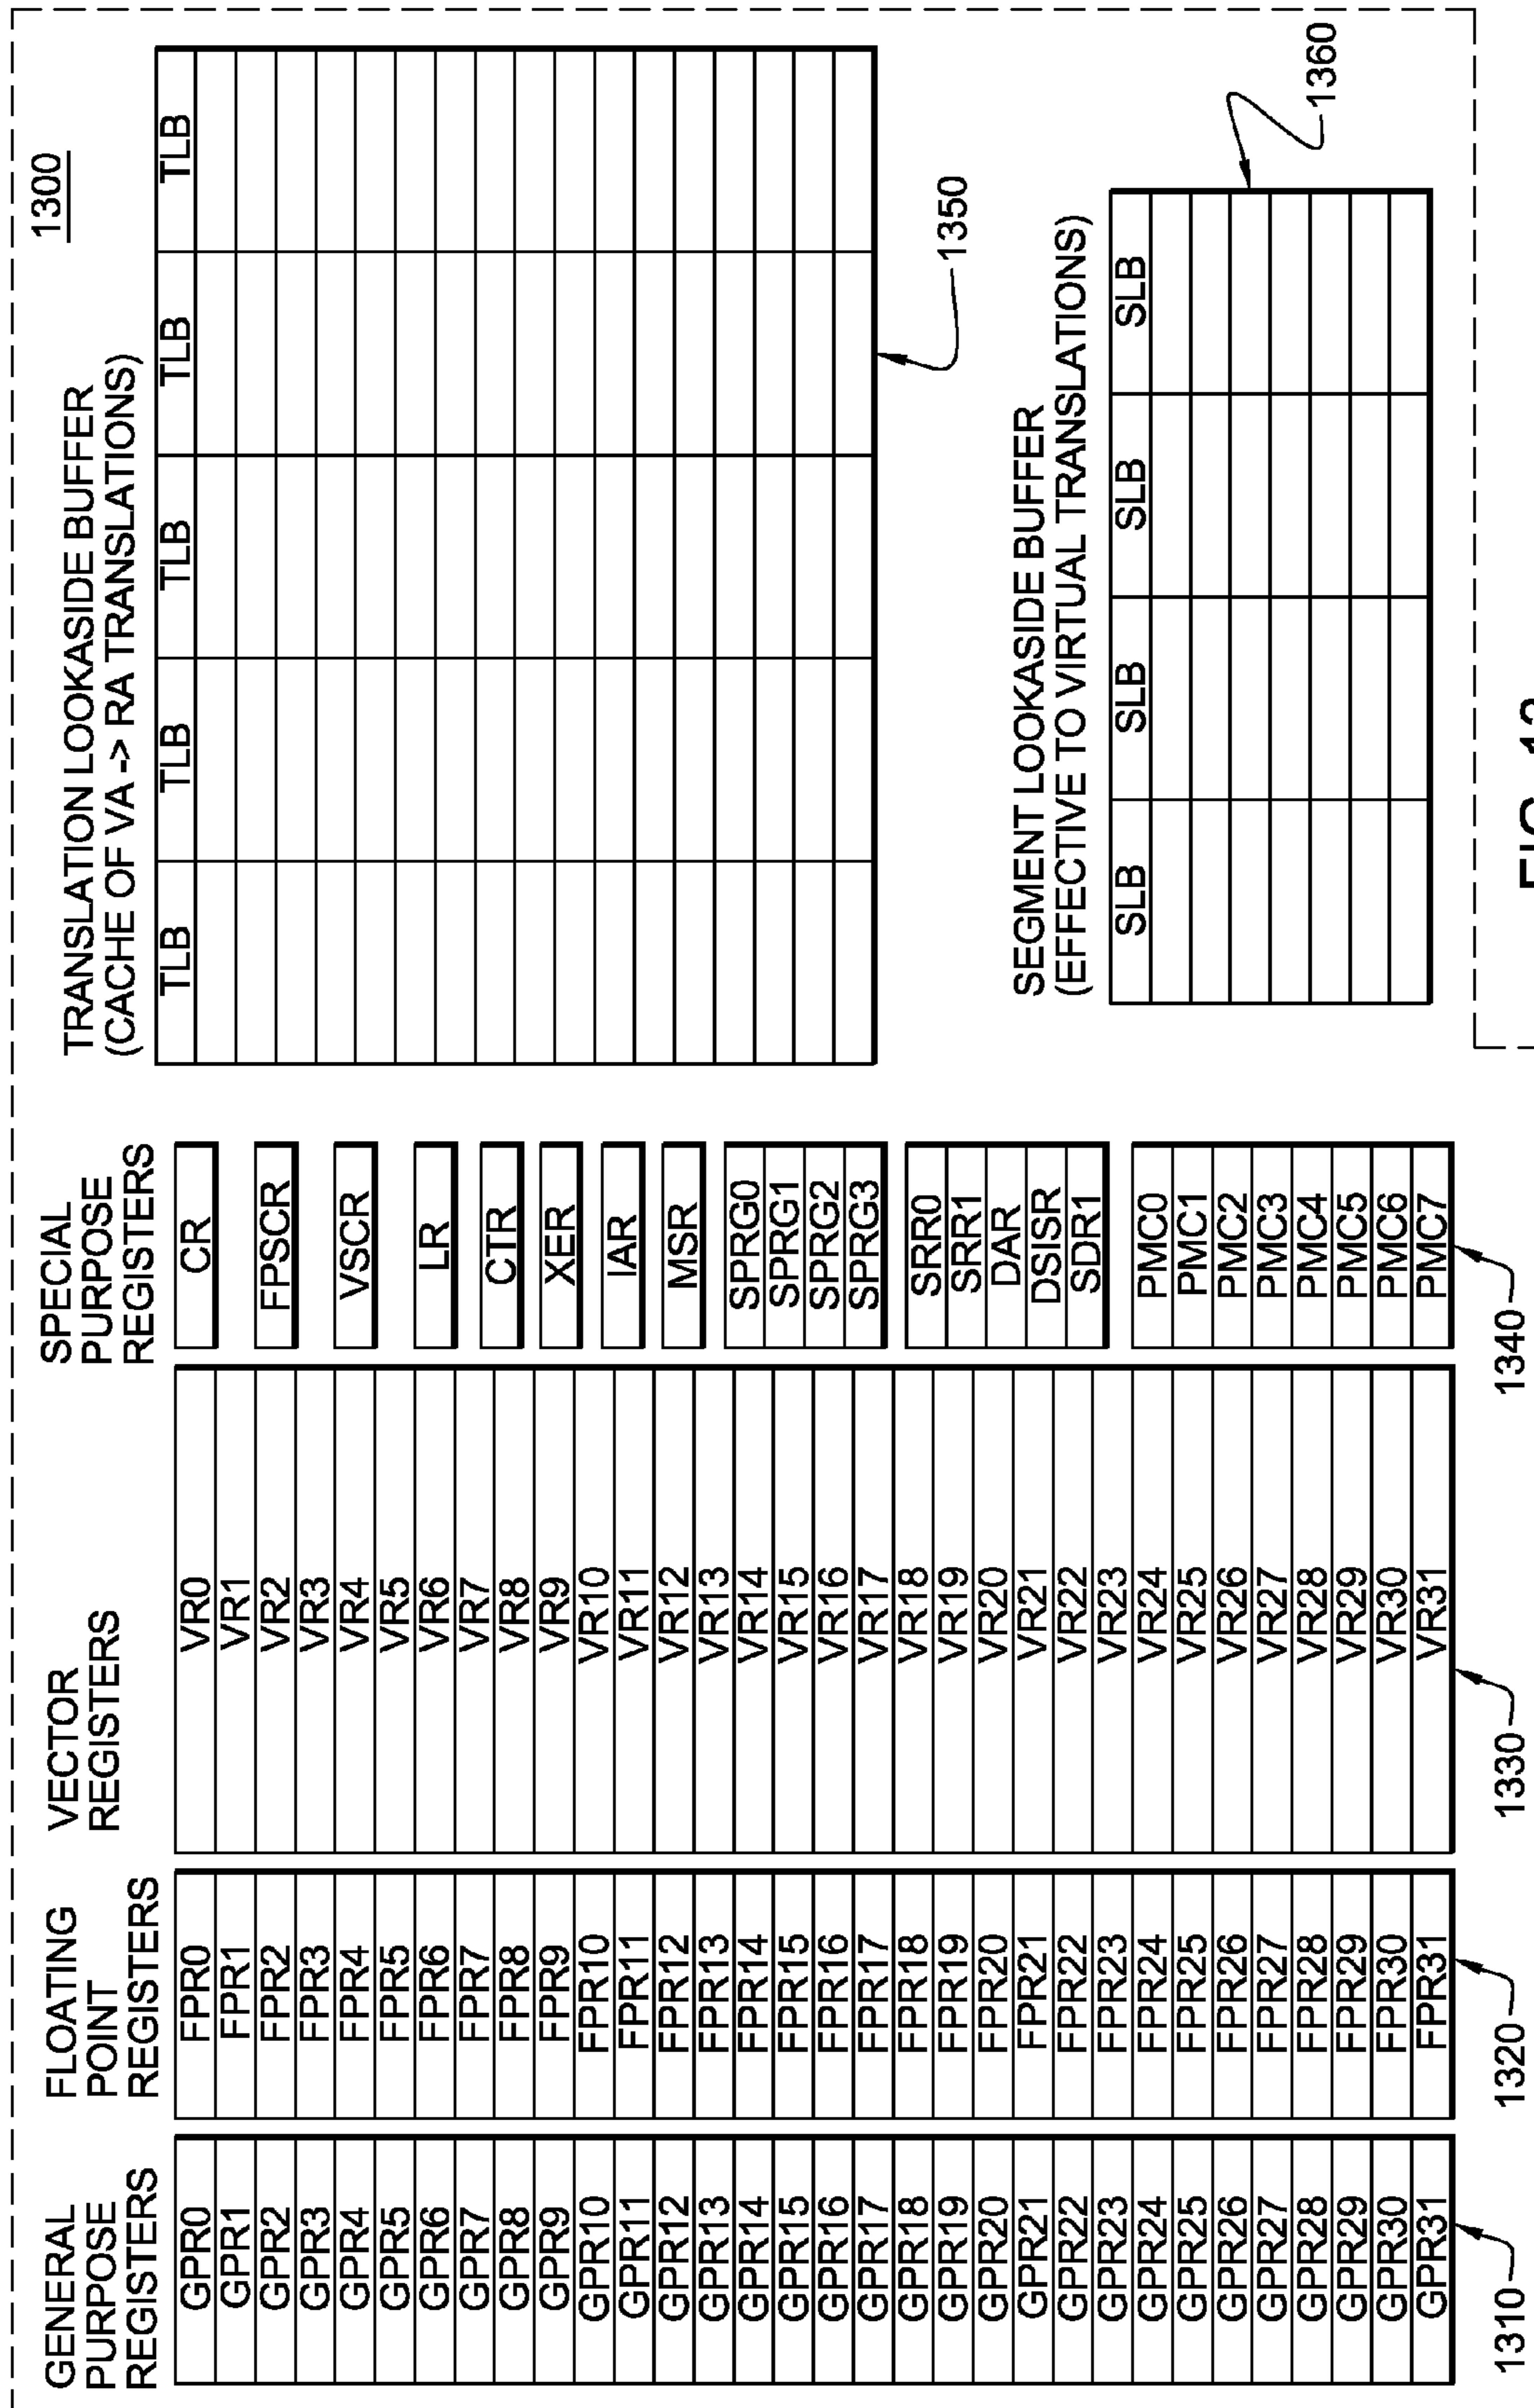 1300
GENERAL
PURPOSE
REGISTERS
GPR0
GPR1
GPR2
GPR3
GPR4
GPR5
GPR6
GPR7
GPR8
GPR9
GPR10
GPR11
GPR12
GPR13
GPR14
GPR15
GPR16
GPR17
GPR18
GPR19
GPR20
GPR21
GPR22
GPR23
GPR24
GPR25
GPR26
GPR27
GPR28
GPR29
GPR30
GPR31
1310
FLOATING
POINT
REGISTERS
FPR0
FPR1
FPR2
FPR3
FPR4
FPR5
FPR6
FPR7
FPR8
FPR9
FPR10
FPR11
FPR12
FPR13
FPR14
FPR15
FPR16
FPR17
FPR18
FPR19
FPR20
FPR21
FPR22
FPR23
FPR24
FPR25
FPR26
FPR27
FPR28
FPR29
FPR30
FPR31
1320
VECTOR
REGISTERS
VR0
VR1
VR2
VR3
VR4
VR5
VR6
VR7
VR8
VR9
VR10
VR11
VR12
VR13
VR14
VR15
VR16
VR17
VR18
VR19
VR20
VR21
VR22
VR23
VR24
VR25
VR26
VR27
VR28
VR29
VR30
VR31
1330
SPECIAL
PURPOSE
REGISTERS
CR
FPSCR
VSCR
LR
CTR
XER
IAR
MSR
SPRG0
SPRG1
SPRG2
SPRG3
SRR0
SRR1
DAR
DSISR
SDR1
PMC0
PMC1
PMC2
PMC3
PMC4
PMC5
PMC6
PMC7
1340
TRANSLATION LOOKASIDE BUFFER
(CACHE OF VA -> RA TRANSLATIONS)
TLB TLB TLB TLB TLB
1350
SEGMENT LOOKASIDE BUFFER
(EFFECTIVE TO VIRTUAL TRANSLATIONS)
SLB SLB SLB SLB
1360
FIG.